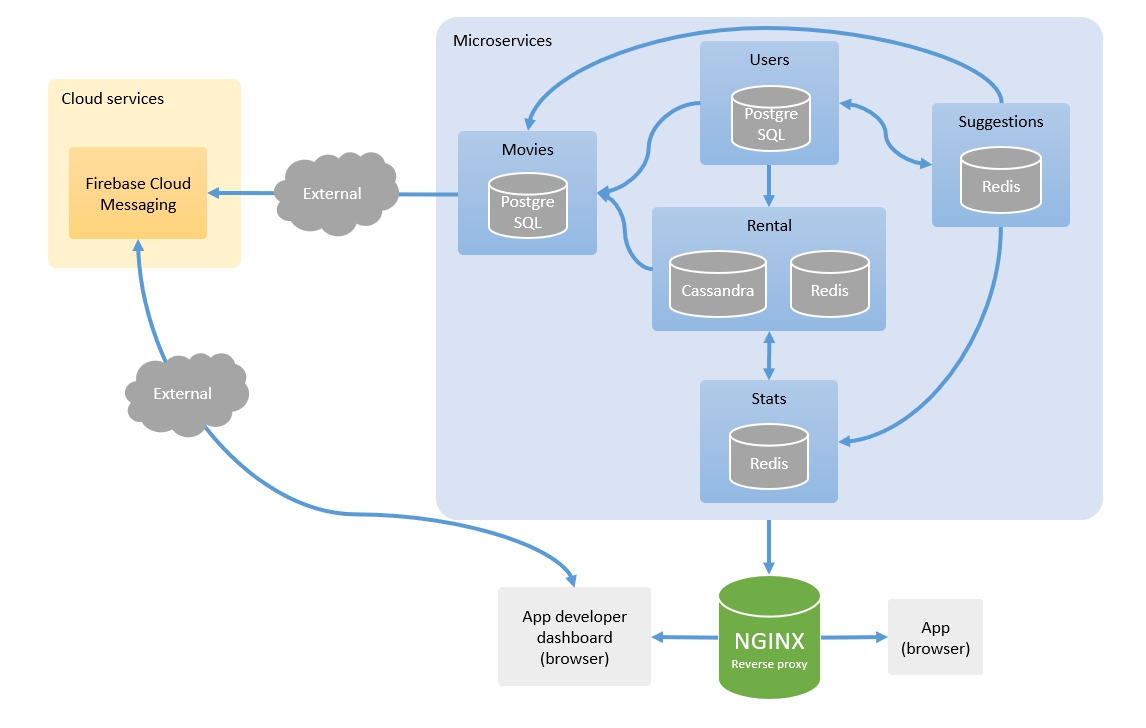 Microservices
Users
Postgre
SQL
Cloud services
Suggestions
Redis
Movies
Postgre
SQL
Firebase Cloud
Messaging
External
Rental
Cassandra
Redis
External
Stats
Redis
App developer
dashboard
(browser)
NGINX
Reverse proxy
App
(browser)